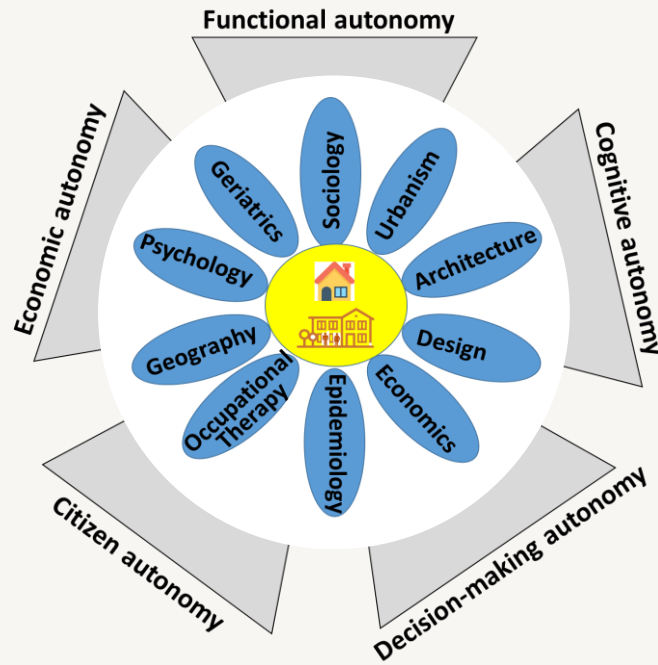 Functional autonomy
Cognitive autonomy
Decision-making autonomy
Citizen autonomy
Economic autonomy
Sociology
Urbanism
Architecture
Design
Economics
Epidemiology
Occupational
Therapy
Geography
Psychology
Geriatrics